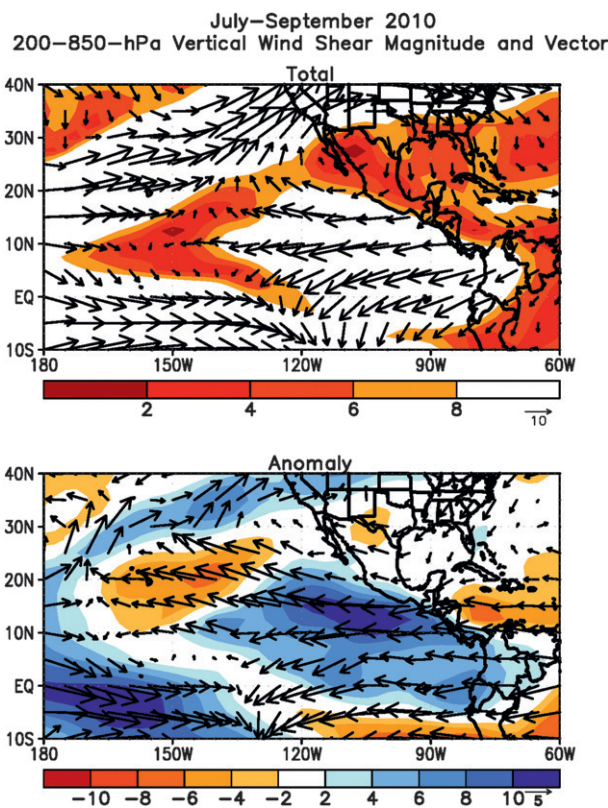 July-September 2010
200-850-hPa Vertical Wind Shear Magnitude and Vector
Total
40N
30N
20N
10N
EQ
10S
180 150W 120W 90W 60W
2 4 6 8 10
Anomaly
40N
30N
20N
10N
EQ
10S
180 150W 120W 90W 60W
-10 -8 -6 -4 -2 2 4 6 8 10 5